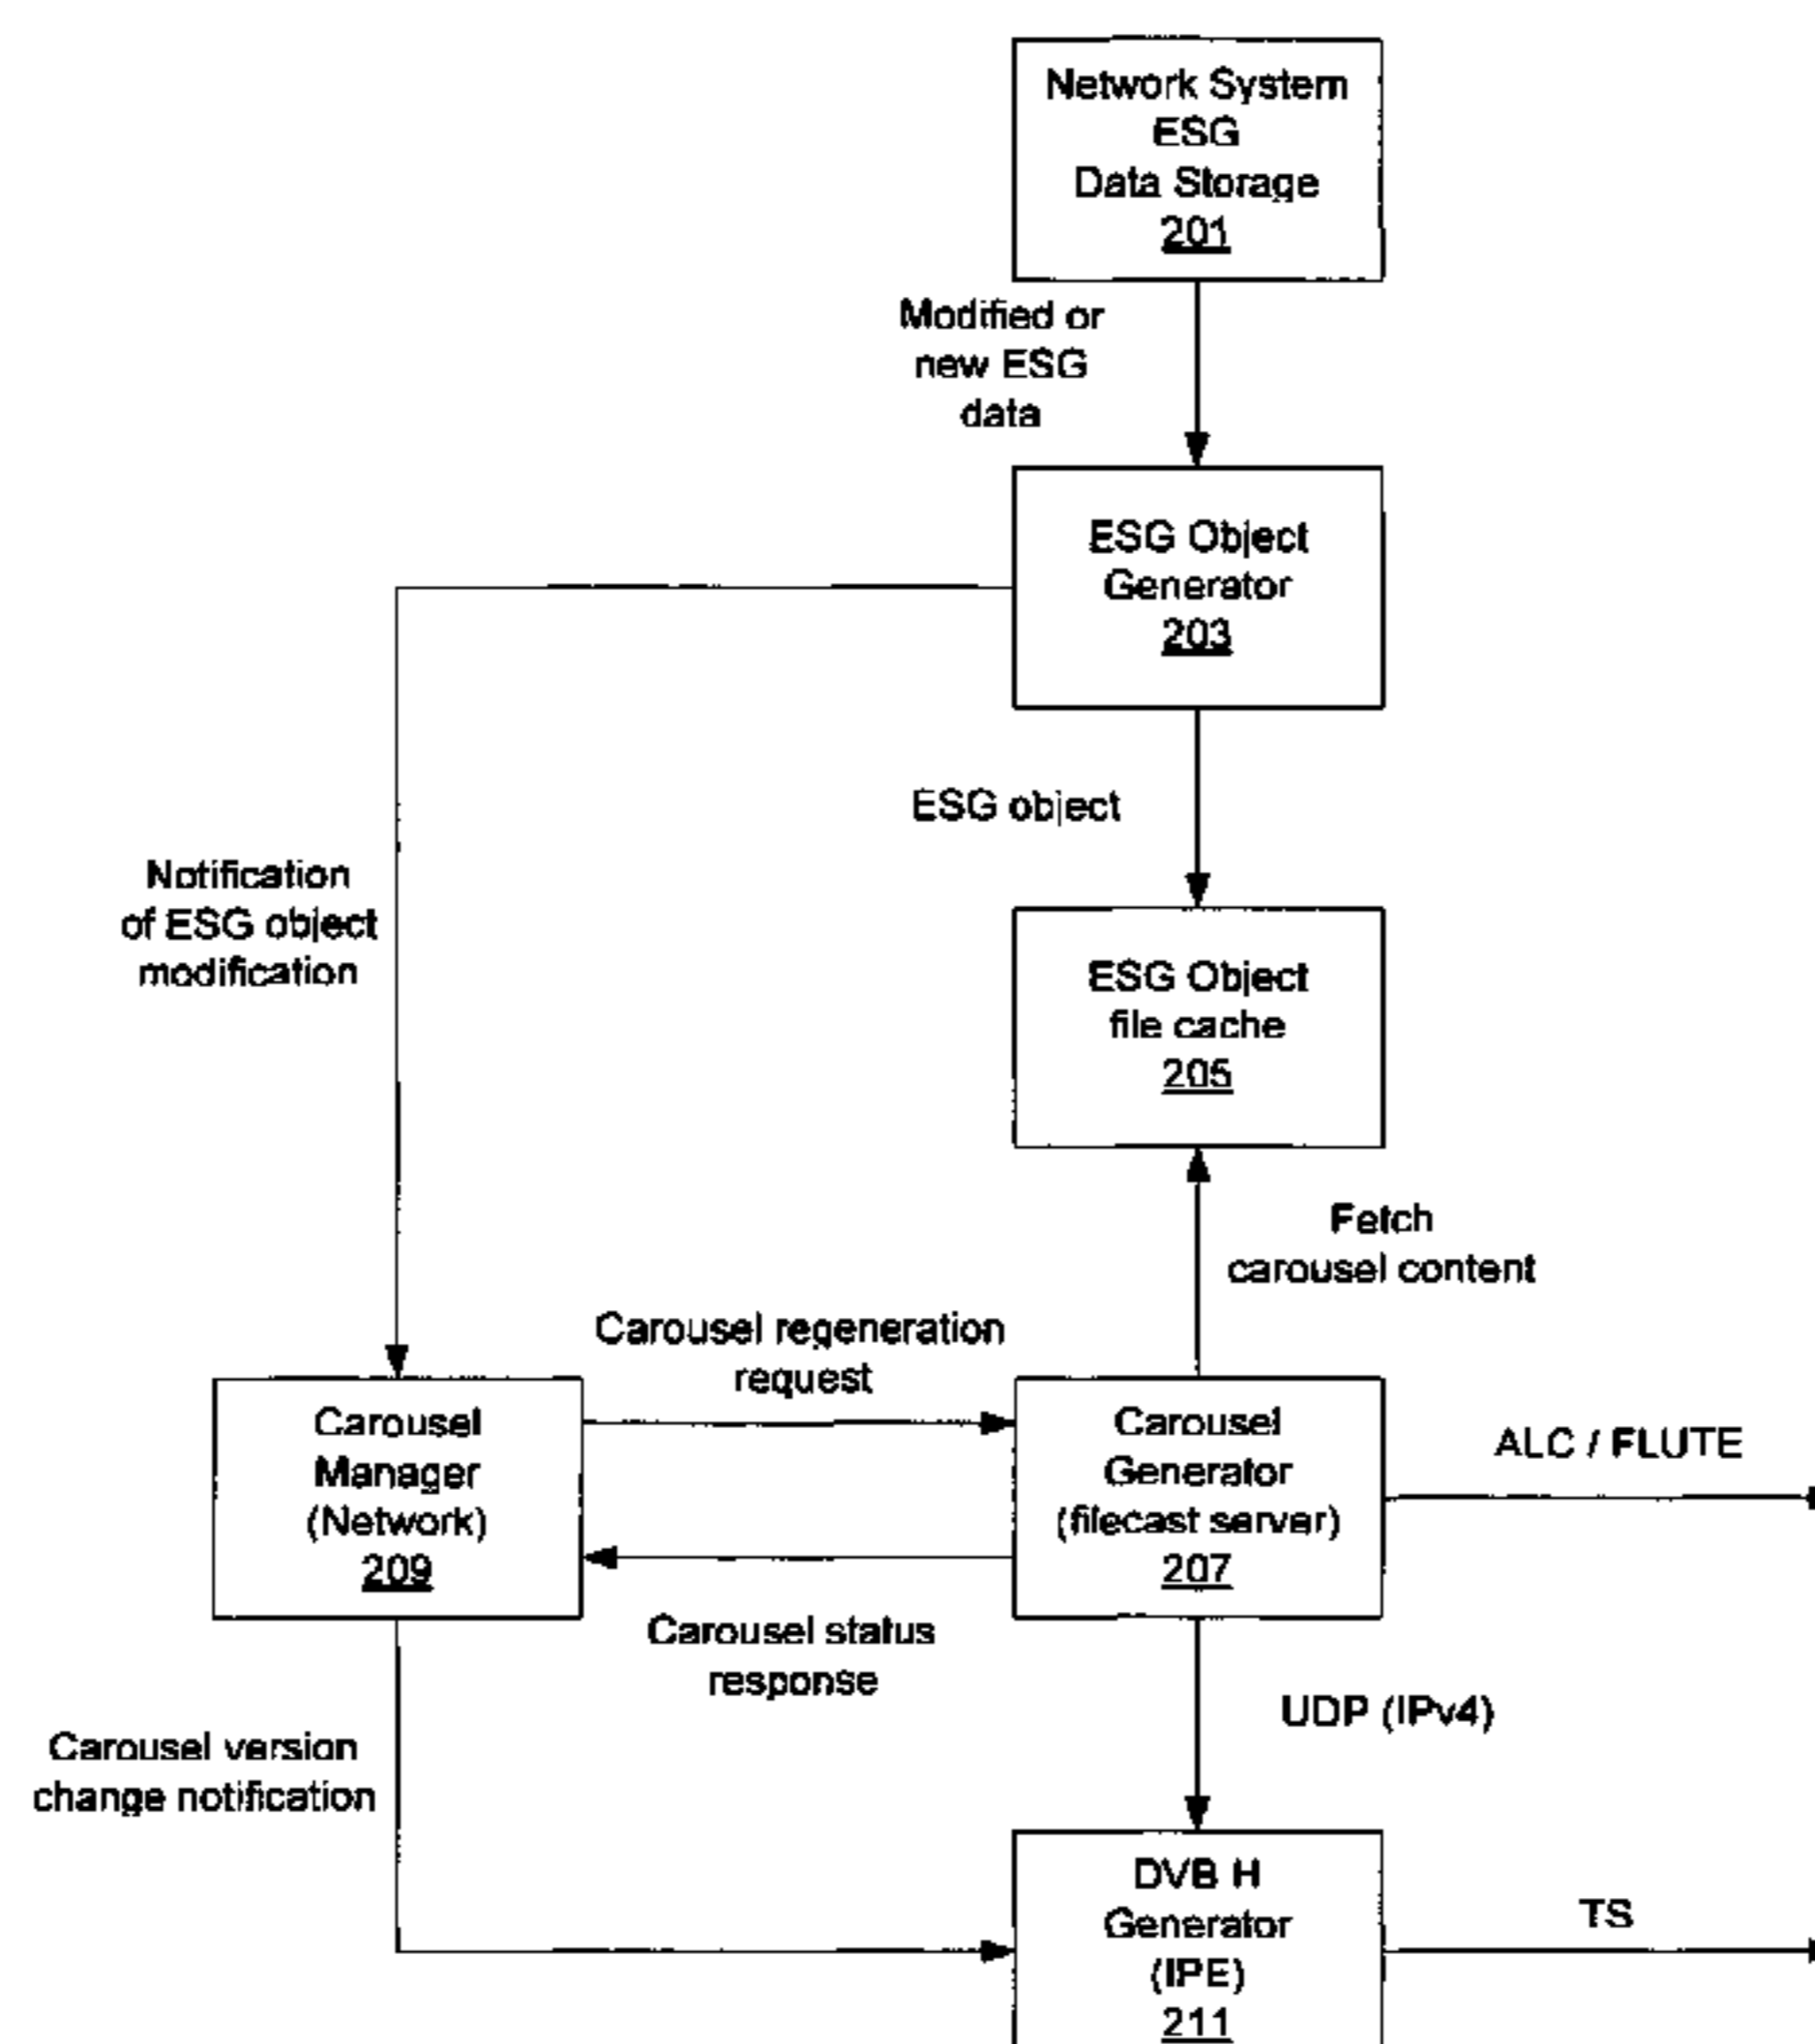 Network System
ESG
Data Storage
201
Modified or
new ESG
data
ESG Object
Generator
203
ESG object
Notification
of ESG object
modification
ESG Object
file cache
205
Fetch
carousel content
Carousel regeneration
request
Carousel
Manager
(Network)
209
Carousel
Generator
(filecast server)
207
ALC / FLUTE
Carousel status
response
UDP (IPv4)
Carousel version
change notification
DVB H
Generator
(IPE)
211
TS